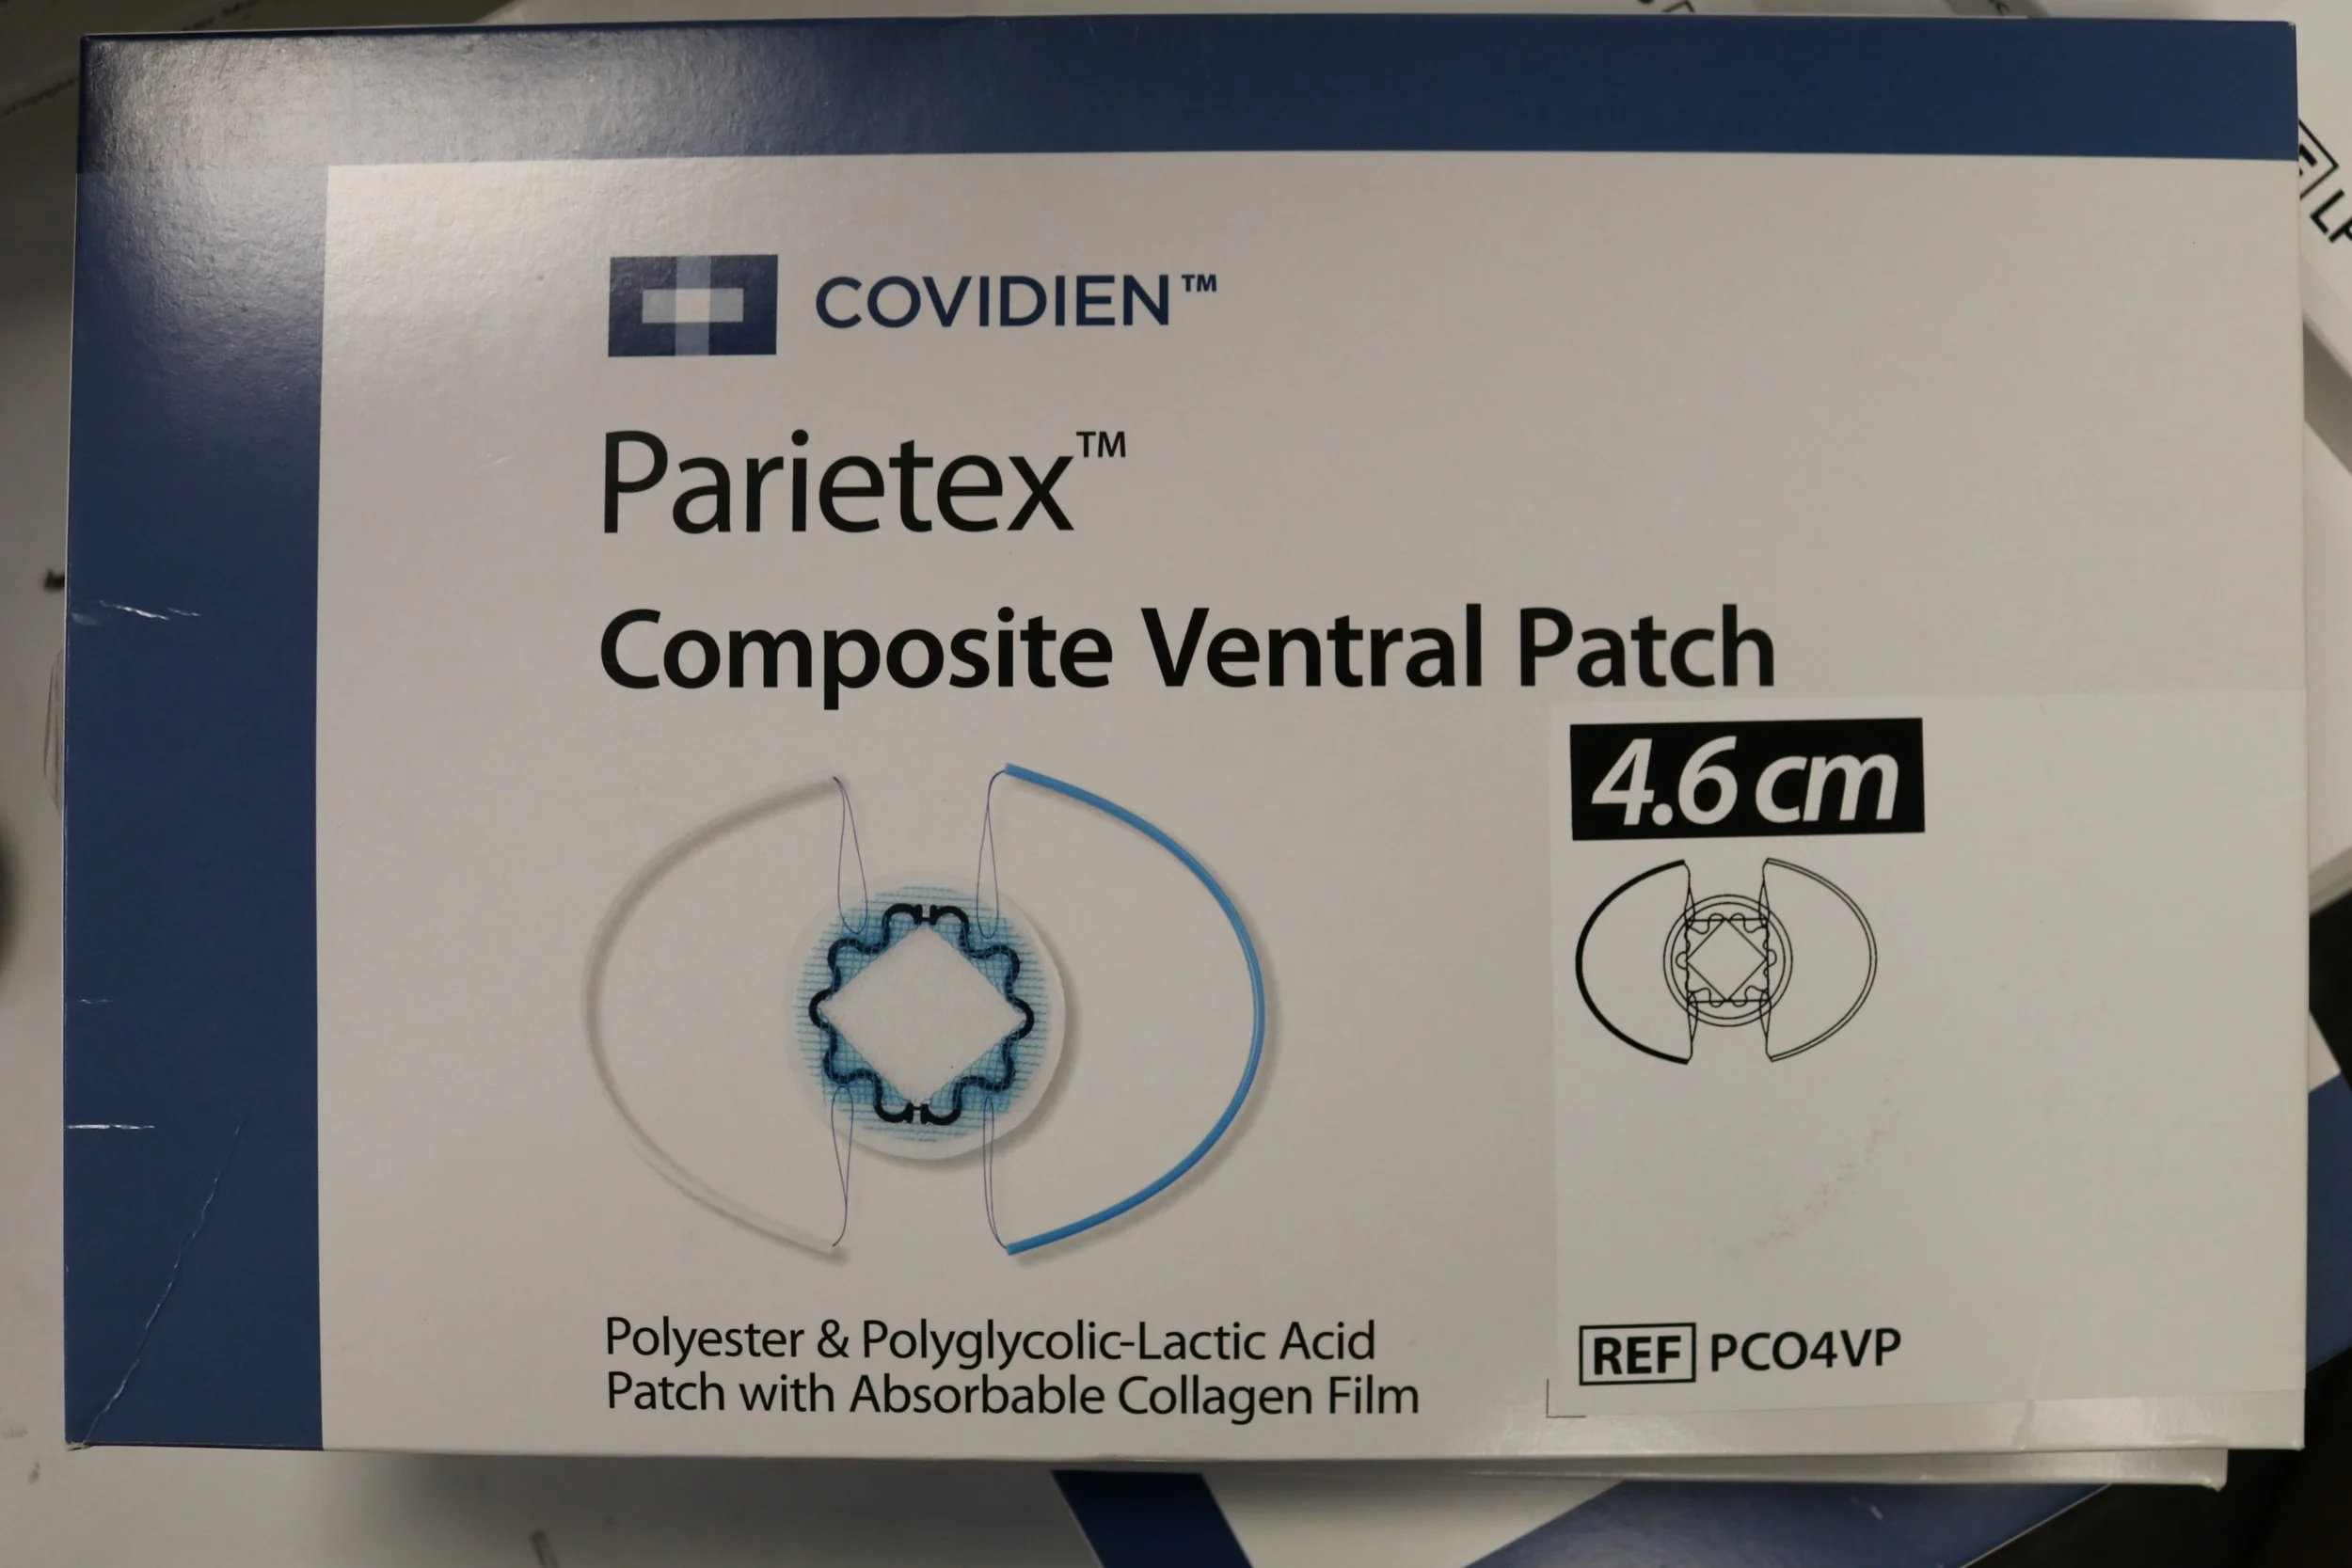 COVIDIEN™
Parietex™
Composite Ventral Patch
4.6 cm
Polyester & Polyglycolic-Lactic Acid
Patch with Absorbable Collagen Film
REF PCO4VP